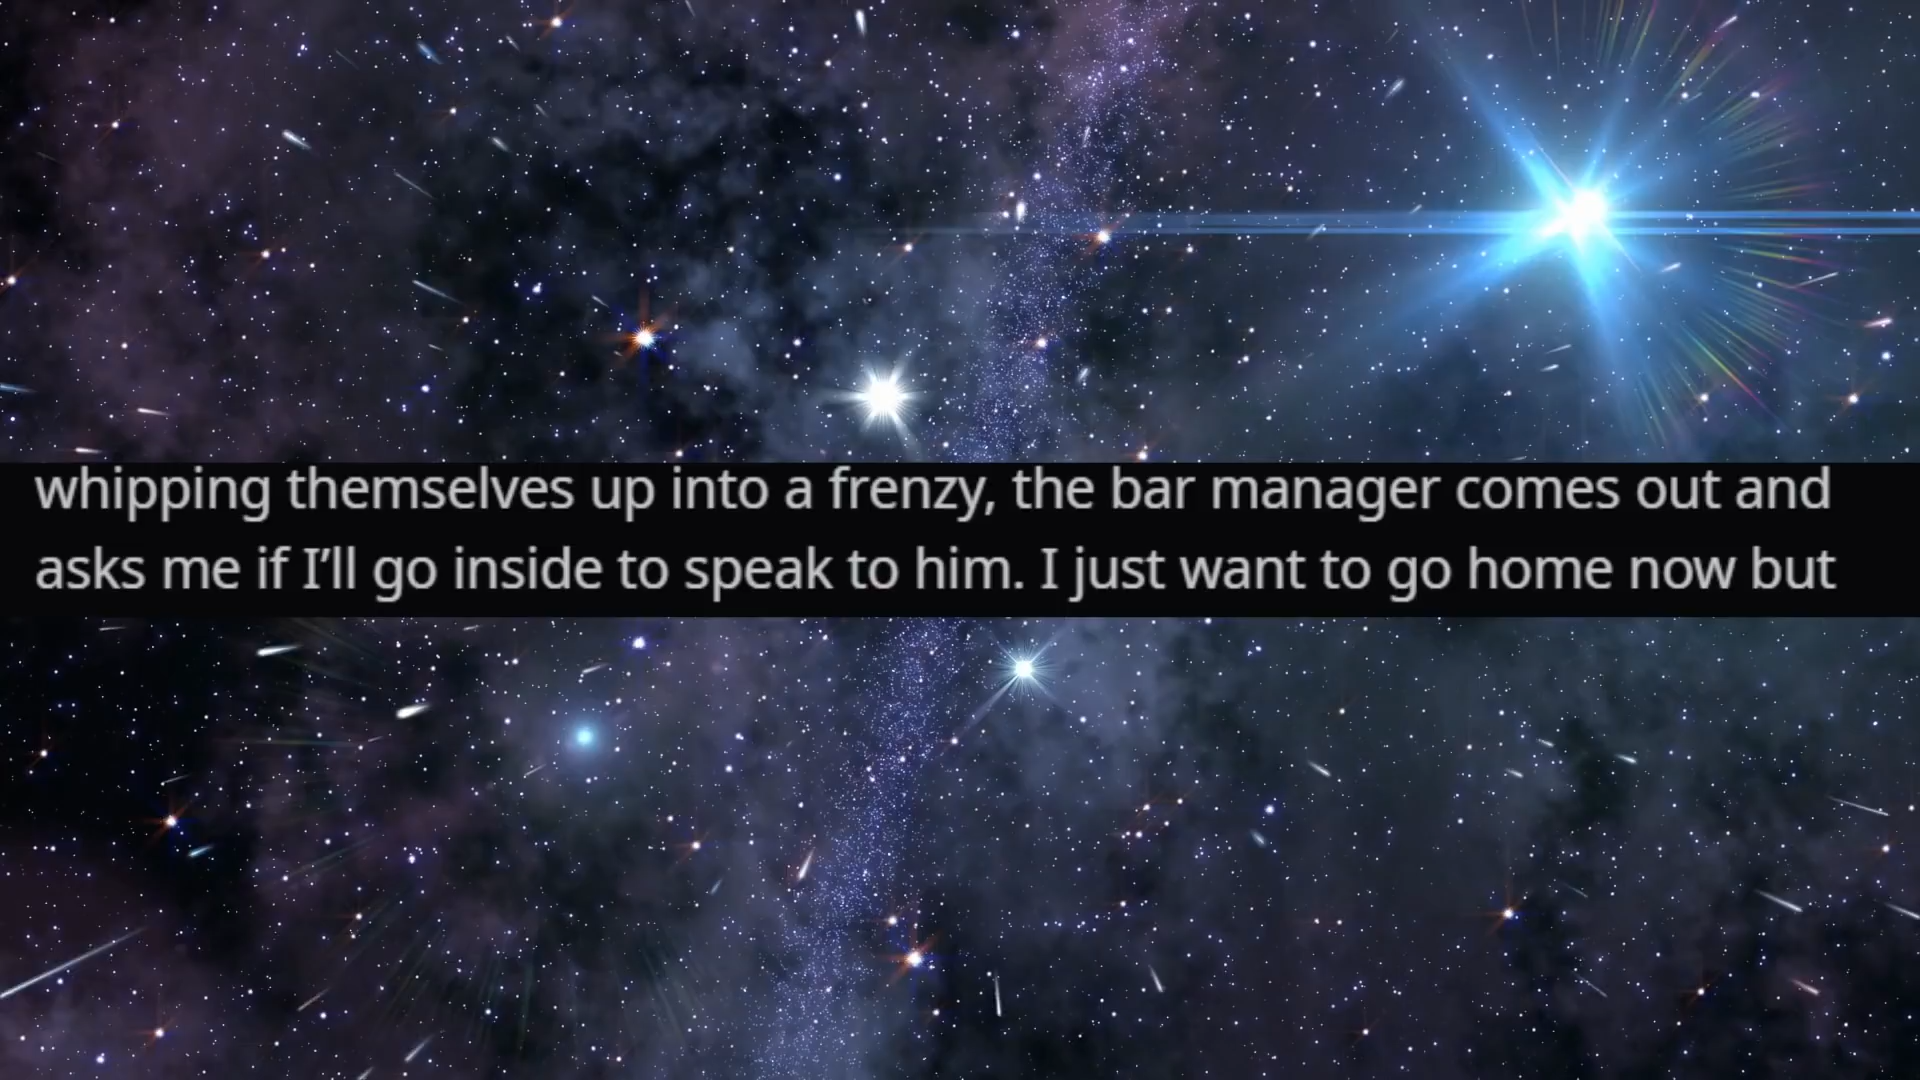 whipping themselves up into a frenzy, the bar manager comes out and
asks me if I’ll go inside to speak to him. I just want to go home now but